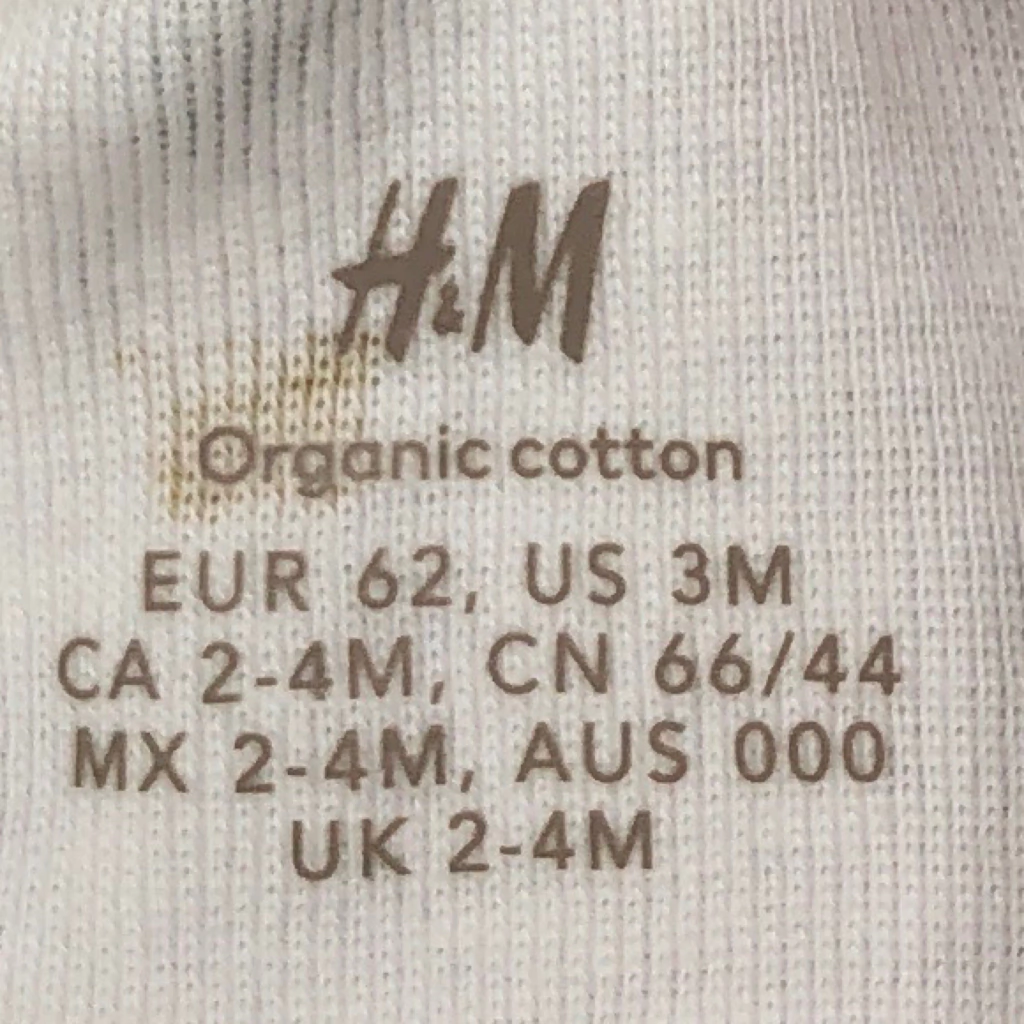 H&M
Organic cotton
EUR 62, US 3M
CA 2-4M, CN 66/44
MX 2-4M, AUS 000
UK 2-4M